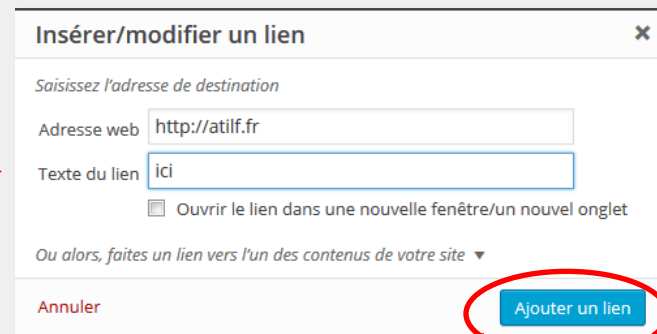 Insérer/modifier un lien
Saisissez l'adresse de destination
Adresse web http://atilf.fr
Texte du lien ici
Ouvrir le lien dans une nouvelle fenêtre/un nouvel onglet
Ou alors, faites un lien vers l'un des contenus de votre site
Annuler Ajouter un lien